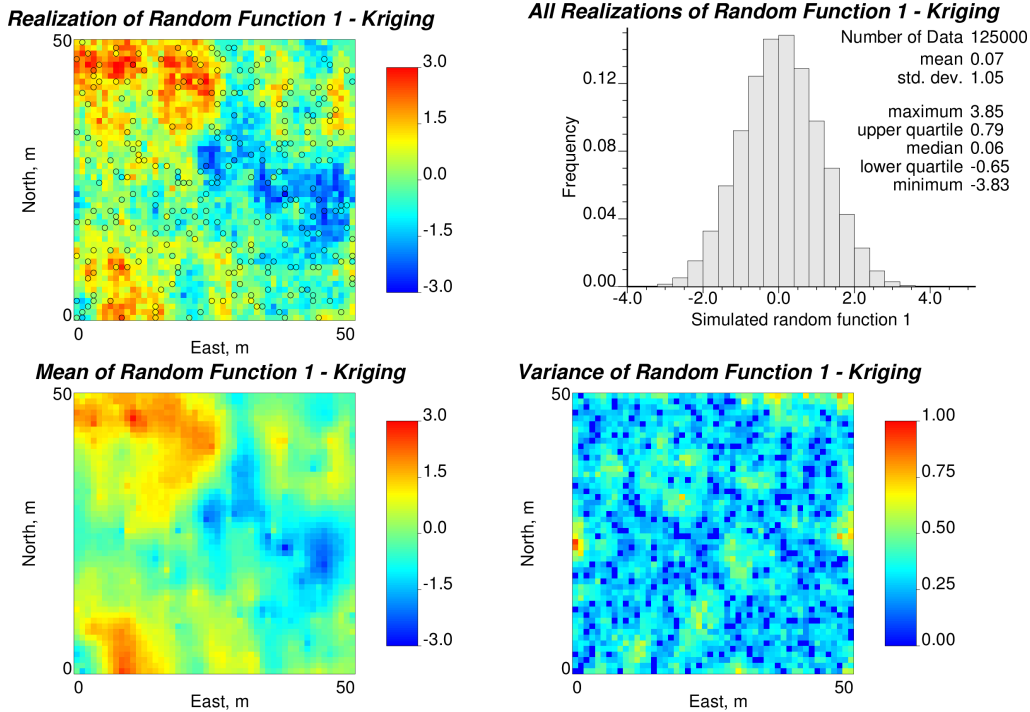 Realization of Random Function 1 - Kriging
50
North, m
0
0
50
East, m
3.0
1.5
0.0
-1.5
-3.0
All Realizations of Random Function 1 - Kriging
Number of Data 125000
mean 0.07
std. dev. 1.05
maximum 3.85
upper quartile 0.79
median 0.06
lower quartile -0.65
minimum -3.83
Frequency
0.12
0.08
0.04
0.00
-4.0
-2.0
0.0
2.0
4.0
Simulated random function 1
Mean of Random Function 1 - Kriging
50
North, m
0
0
50
East, m
3.0
1.5
0.0
-1.5
-3.0
Variance of Random Function 1 - Kriging
50
North, m
0
0
50
East, m
1.00
0.75
0.50
0.25
0.00